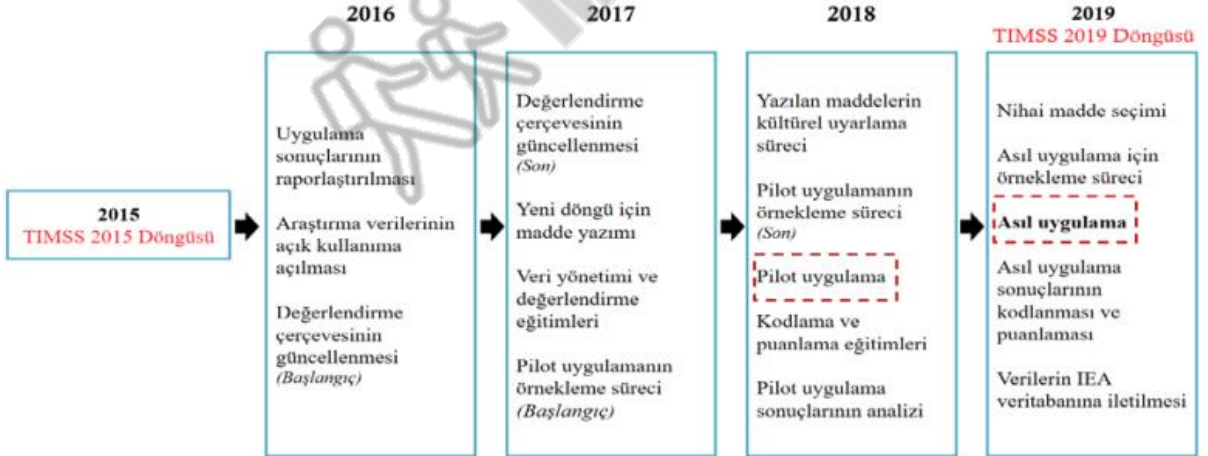 2016
2017
2018
2019
TIMSS 2019 Döngüsü
2015
TIMSS 2015 Döngüsü
Uygulama
sonuçlarının
raporlaştırılması
Araştırma verilerinin
açık kullanıma
açılması
Değerlendirme
çerçevesinin
güncellenmesi
(Başlangıç)
Değerlendirme
çerçevesinin
güncellenmesi
(Son)
Yeni döngü için
madde yazımı
Veri yönetimi ve
değerlendirme
eğitimleri
Pilot uygulamanın
örnekleme süreci
(Başlangıç)
Yazılan maddelerin
kültürel uyarlama
süreci
Pilot uygulamanın
örnekleme süreci
(Son)
Pilot uygulama
Kodlama ve
puanlama eğitimleri
Pilot uygulama
sonuçlarının analizi
Nihai madde seçimi
Asıl uygulama için
örnekleme süreci
Asıl uygulama
Asıl uygulama
sonuçlarının
kodlanması ve
puanlaması
Verilerin IEA
veritabanına iletilmesi